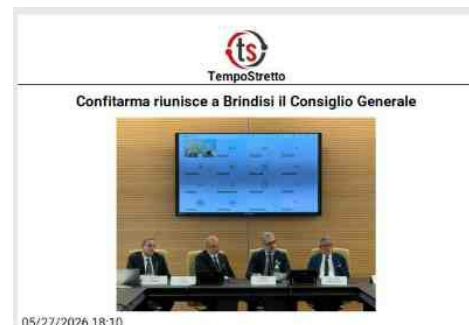 ts
TempoStretto
Confitarma riunisce a Brindisi il Consiglio Generale
05/27/2026 18:10